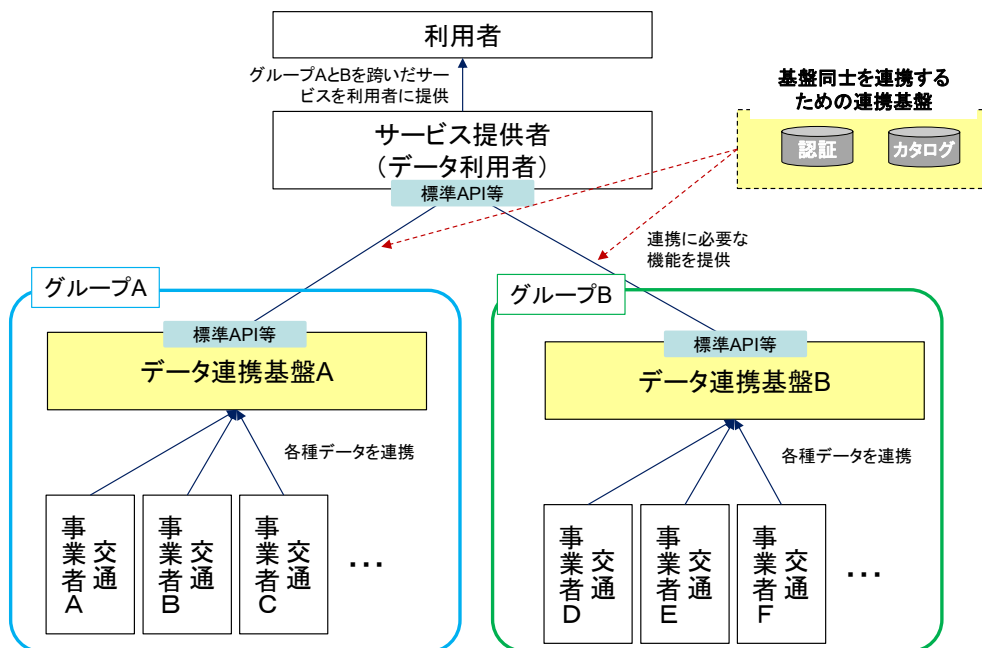 利用者
グループAとBを跨いだサー
ビスを利用者に提供
基盤同士を連携する
ための連携基盤
認証
カタログ
サービス提供者
（データ利用者）
標準API等
連携に必要な
機能を提供
グループA
標準API等
データ連携基盤A
各種データを連携
交通
事業者A
交通
事業者B
交通
事業者C
…
グループB
標準API等
データ連携基盤B
各種データを連携
交通
事業者D
交通
事業者E
交通
事業者F
…